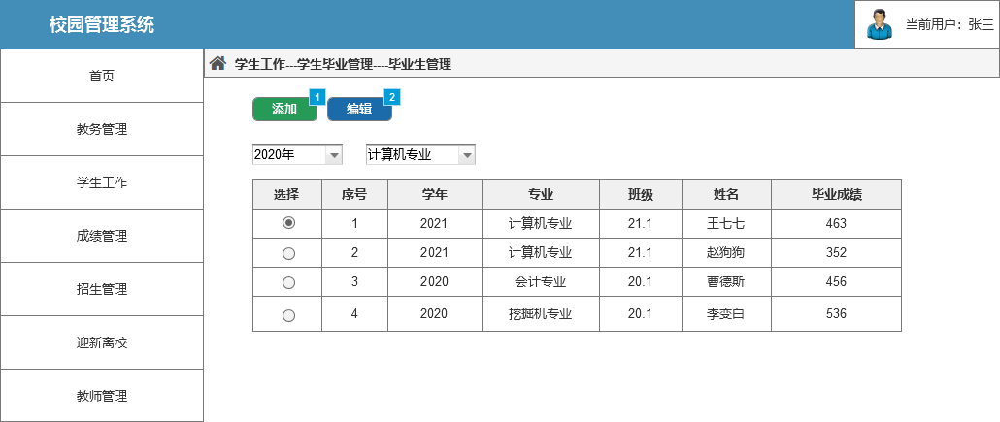 校园管理系统
当前用户：张三
首页
教务管理
学生工作
成绩管理
招生管理
迎新离校
教师管理
学生工作---学生毕业管理----毕业生管理
添加 1 编辑 2
2020年 计算机专业
选择 序号 学年 专业 班级 姓名 毕业成绩
1 2021 计算机专业 21.1 王七七 463
2 2021 计算机专业 21.1 赵狗狗 352
3 2020 会计专业 20.1 曹德斯 456
4 2020 挖掘机专业 20.1 李变白 536